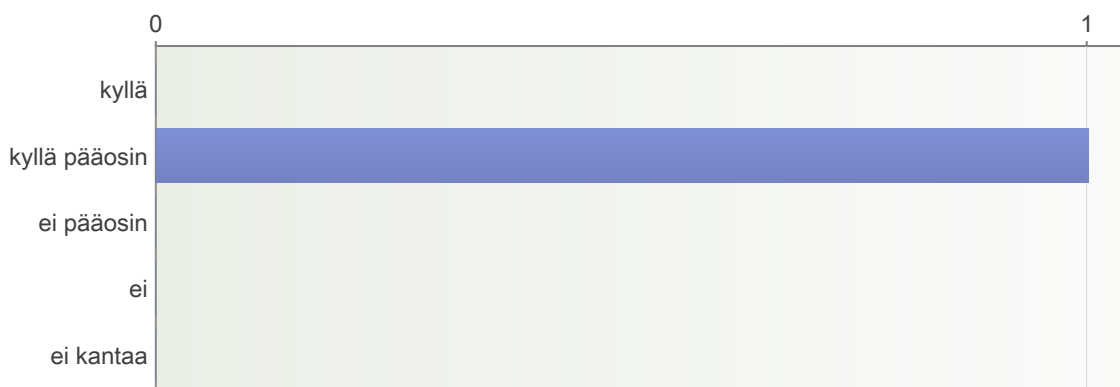 0 1
kyllä
kyllä pääosin
ei pääosin
ei
ei kantaa